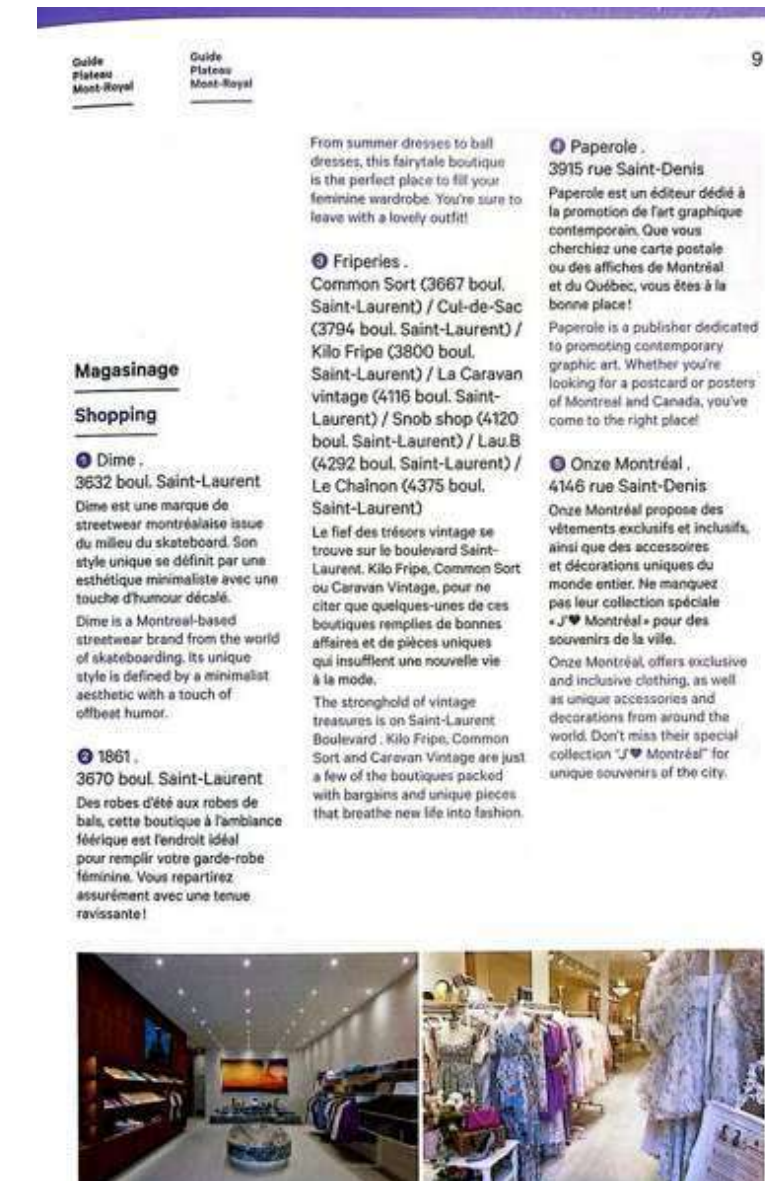 Guide
Plateau
Mont-Royal
Guide
Plateau
Mont-Royal
9
Magasinage
Shopping
1 Dime .
3632 boul. Saint-Laurent
Dime est une marque de
streetwear montréalaise issue
du milieu du skateboard. Son
style unique se définit par une
esthétique minimaliste avec une
touche d'humour décalé.
Dime is a Montreal-based
streetwear brand from the world
of skateboarding. Its unique
style is defined by a minimalist
aesthetic with a touch of
offbeat humor.
2 1861 .
3670 boul. Saint-Laurent
Des robes d'été aux robes de
bals, cette boutique à l'ambiance
féérique est l'endroit idéal
pour remplir votre garde-robe
féminine. Vous repartirez
assurément avec une tenue
ravissante !
From summer dresses to ball
dresses, this fairytale boutique
is the perfect place to fill your
feminine wardrobe. You're sure to
leave with a lovely outfit!
3 Friperies .
Common Sort (3667 boul.
Saint-Laurent) / Cul-de-Sac
(3794 boul. Saint-Laurent) /
Kilo Fripe (3800 boul.
Saint-Laurent) / La Caravan
vintage (4116 boul. Saint-
Laurent) / Snob shop (4120
boul. Saint-Laurent) / Lau.B
(4292 boul. Saint-Laurent) /
Le Chaînon (4375 boul.
Saint-Laurent)
Le fief des trésors vintage se
trouve sur le boulevard Saint-
Laurent. Kilo Fripe, Common Sort
ou Caravan Vintage, pour ne
citer que quelques-unes de ces
boutiques remplies de bonnes
affaires et de pièces uniques
qui insufflent une nouvelle vie
à la mode.
The stronghold of vintage
treasures is on Saint-Laurent
Boulevard . Kilo Fripe, Common
Sort and Caravan Vintage are just
a few of the boutiques packed
with bargains and unique pieces
that breathe new life into fashion.
4 Paperole .
3915 rue Saint-Denis
Paperole est un éditeur dédié à
la promotion de l'art graphique
contemporain. Que vous
cherchiez une carte postale
ou des affiches de Montréal
et du Québec, vous êtes à la
bonne place !
Paperole is a publisher dedicated
to promoting contemporary
graphic art. Whether you're
looking for a postcard or posters
of Montreal and Canada, you've
come to the right place!
5 Onze Montréal .
4146 rue Saint-Denis
Onze Montréal propose des
vêtements exclusifs et inclusifs,
ainsi que des accessoires
et décorations uniques du
monde entier. Ne manquez
pas leur collection spéciale
« J'♥ Montréal » pour des
souvenirs de la ville.
Onze Montréal, offers exclusive
and inclusive clothing, as well
as unique accessories and
decorations from around the
world. Don't miss their special
collection "J'♥ Montréal" for
unique souvenirs of the city.